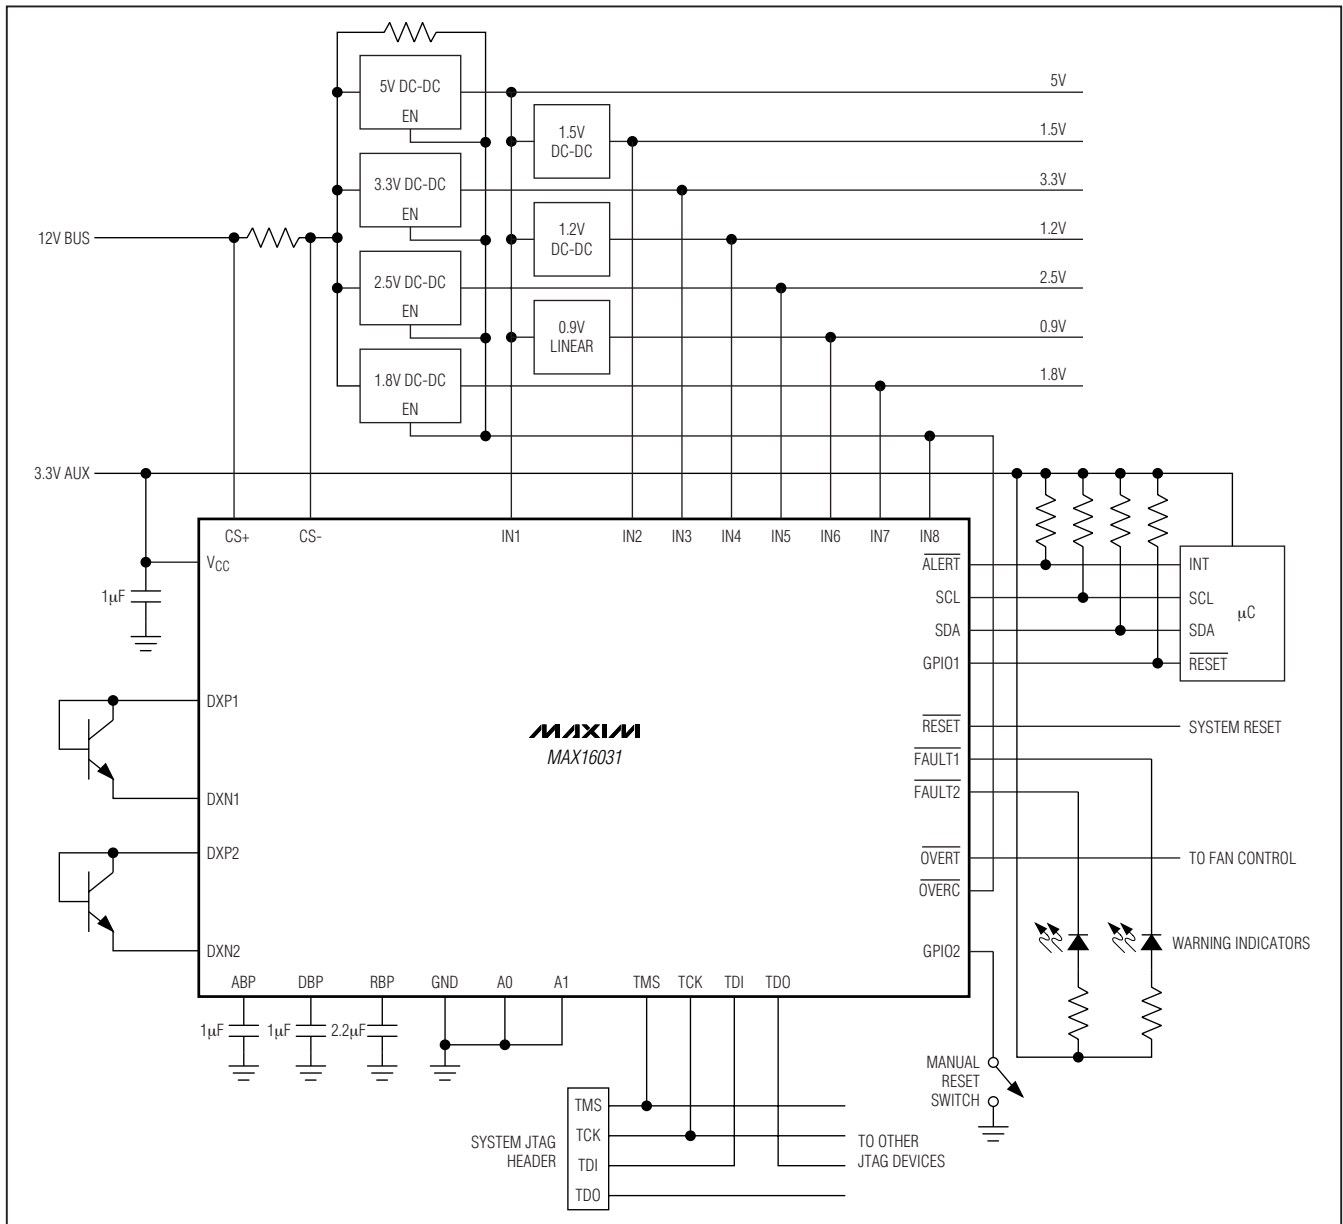 5V DC-DC
EN
5V
1.5V
DC-DC
1.5V
3.3V DC-DC
EN
3.3V
12V BUS
1.2V
DC-DC
1.2V
2.5V DC-DC
EN
2.5V
0.9V
LINEAR
0.9V
1.8V DC-DC
EN
1.8V
3.3V AUX
CS+
CS-
IN1
IN2
IN3
IN4
IN5
IN6
IN7
IN8
VCC
1µF
ALERT
SCL
SDA
GPIO1
INT
SCL
SDA
RESET
µC
DXP1
DXN1
DXP2
DXN2
MAXIM
MAX16031
RESET
SYSTEM RESET
FAULT1
FAULT2
OVERT
TO FAN CONTROL
OVERC
GPIO2
WARNING INDICATORS
ABP
DBP
RBP
GND
A0
A1
TMS
TCK
TDI
TDO
1µF
1µF
2.2µF
MANUAL
RESET
SWITCH
SYSTEM JTAG
HEADER
TMS
TCK
TDI
TDO
TO OTHER
JTAG DEVICES